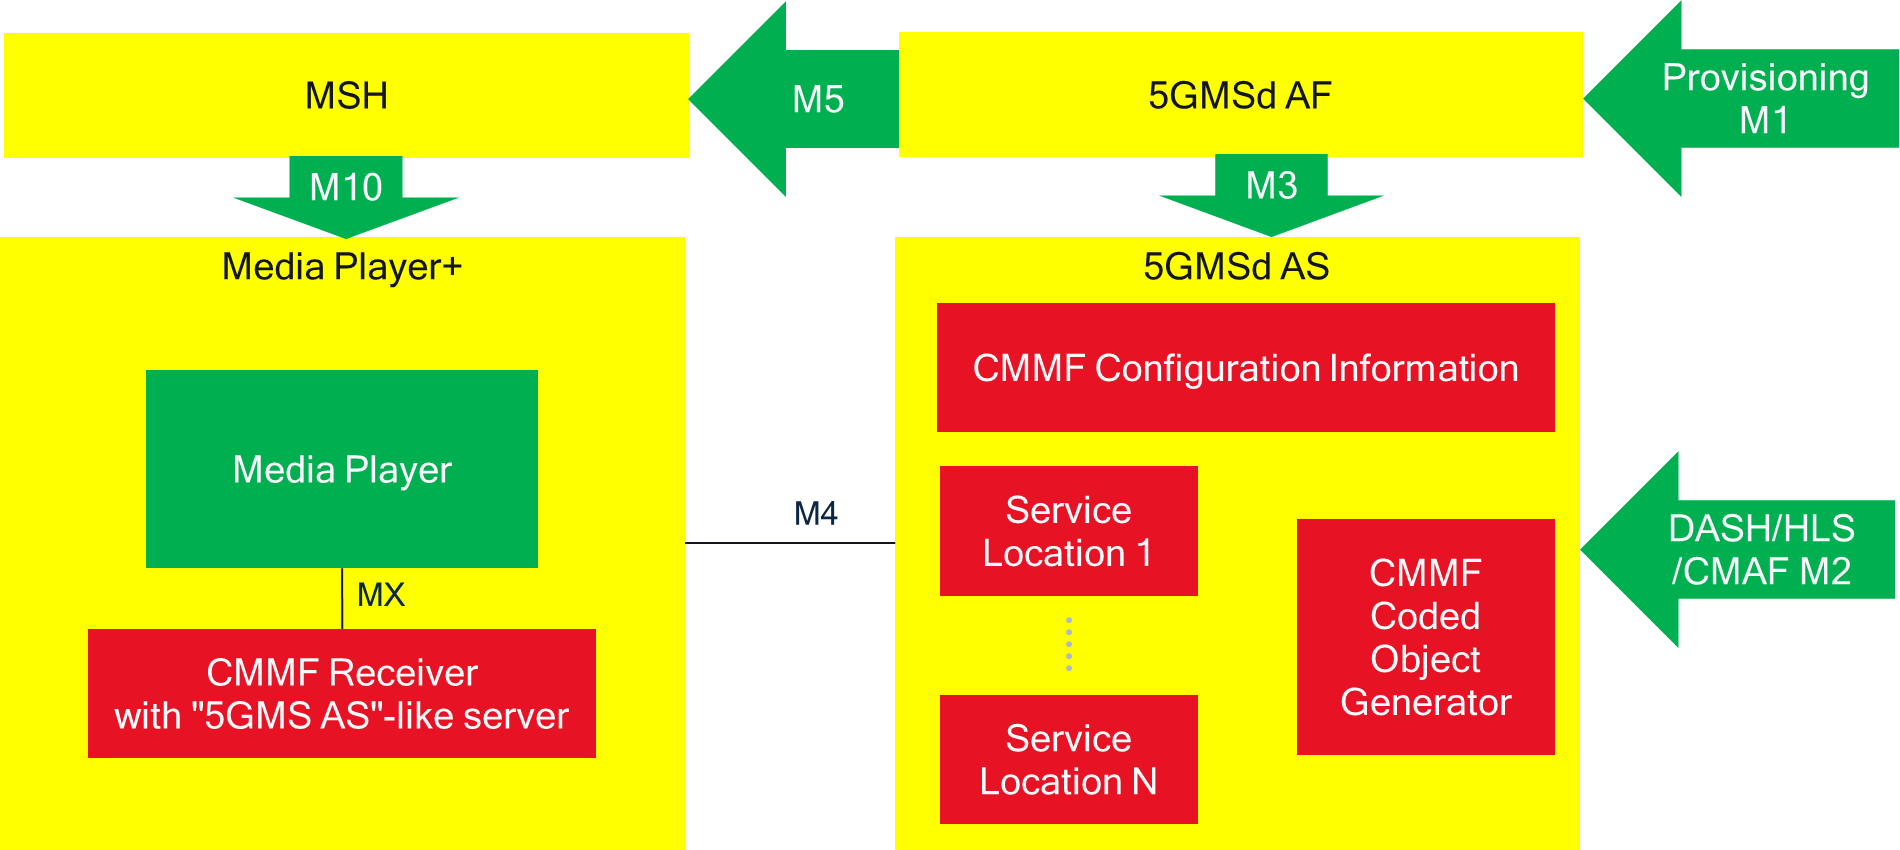 MSH
M5
5GMSd AF
Provisioning
M1
M10
M3
Media Player+
Media Player
MX
CMMF Receiver
with "5GMS AS"-like server
M4
5GMSd AS
CMMF Configuration Information
Service
Location 1
Service
Location N
CMMF
Coded
Object
Generator
DASH/HLS
/CMAF M2